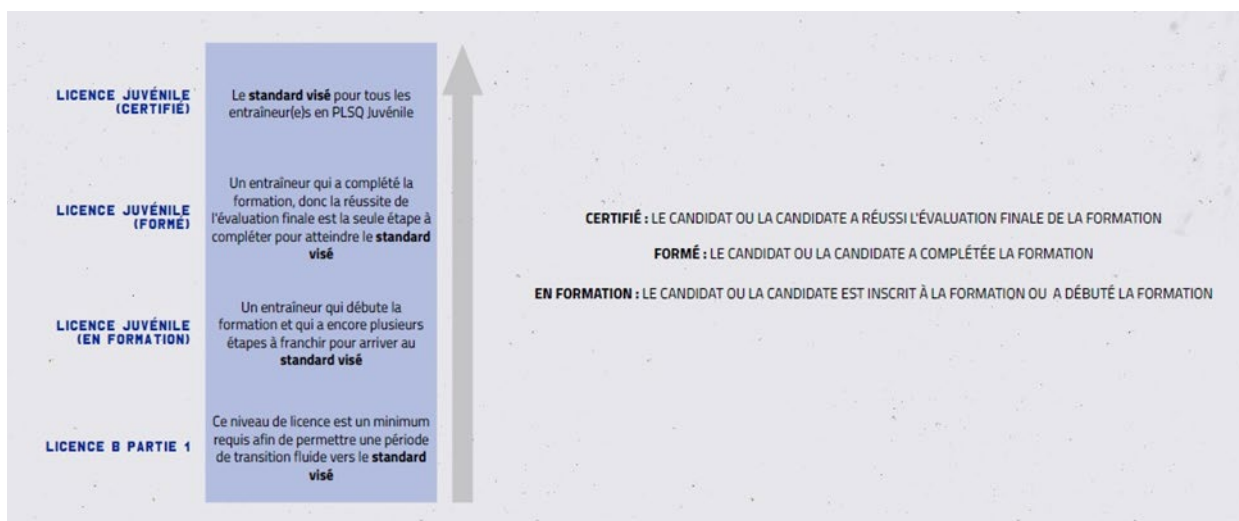 LICENCE JUVÉNILE
(CERTIFIÉ)
Le standard visé pour tous les
entraîneur(e)s en PLSQ Juvénile
LICENCE JUVÉNILE
(FORMÉ)
Un entraîneur qui a complété la
formation, donc la réussite de
l'évaluation finale est la seule étape à
compléter pour atteindre le standard
visé
LICENCE JUVÉNILE
(EN FORMATION)
Un entraîneur qui débute la
formation et qui a encore plusieurs
étapes à franchir pour arriver au
standard visé
LICENCE B PARTIE 1
Ce niveau de licence est un minimum
requis afin de permettre une période
de transition fluide vers le standard
visé
CERTIFIÉ : LE CANDIDAT OU LA CANDIDATE A RÉUSSI L'ÉVALUATION FINALE DE LA FORMATION
FORMÉ : LE CANDIDAT OU LA CANDIDATE A COMPLÉTÉE LA FORMATION
EN FORMATION : LE CANDIDAT OU LA CANDIDATE EST INSCRIT À LA FORMATION OU A DÉBUTÉ LA FORMATION